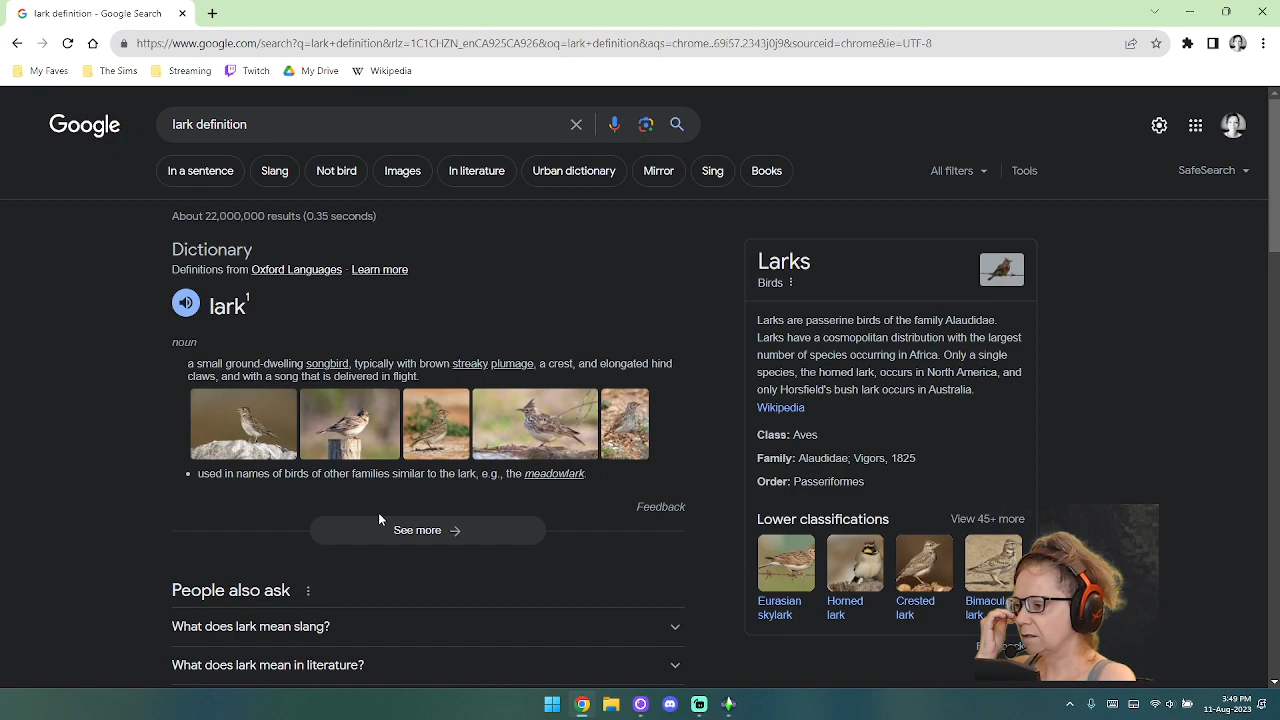 lark definition - Google Search
https://www.google.com/search?q=lark+definition&rlz=1C1CHZN_enCA925CA926&oq=lark+definition&aqs=chrome..69i57.2343j0j9&sourceid=chrome&ie=UTF-8
My Faves The Sims Streaming Twitch My Drive Wikipedia
Google
lark definition
In a sentence Slang Not bird Images In literature Urban dictionary Mirror Sing Books All filters Tools SafeSearch
About 22,000,000 results (0.35 seconds)
Dictionary
Definitions from Oxford Languages · Learn more
lark¹
noun
a small ground-dwelling songbird, typically with brown streaky plumage, a crest, and elongated hind
claws, and with a song that is delivered in flight.
• used in names of birds of other families similar to the lark, e.g., the meadowlark.
Feedback
See more
People also ask
What does lark mean slang?
What does lark mean in literature?
Larks
Birds
Larks are passerine birds of the family Alaudidae.
Larks have a cosmopolitan distribution with the largest
number of species occurring in Africa. Only a single
species, the horned lark, occurs in North America, and
only Horsfield's bush lark occurs in Australia.
Wikipedia
Class: Aves
Family: Alaudidae; Vigors, 1825
Order: Passeriformes
Lower classifications View 45+ more
Eurasian
skylark
Horned
lark
Crested
lark
lark
3:49 PM
11-Aug-2023